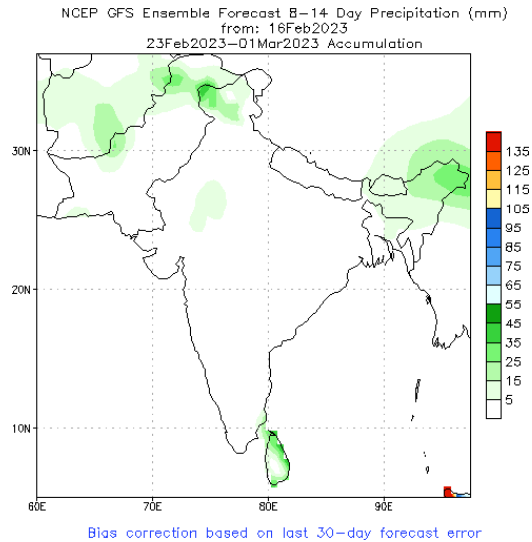 NCEP GFS Ensemble Forecast 8-14 Day Precipitation (mm)
from: 16Feb2023
23Feb2023-01Mar2023 Accumulation
30N
20N
10N
60E
70E
80E
90E
135
125
115
105
95
85
75
65
55
45
35
25
15
5
Bias correction based on last 30-day forecast error